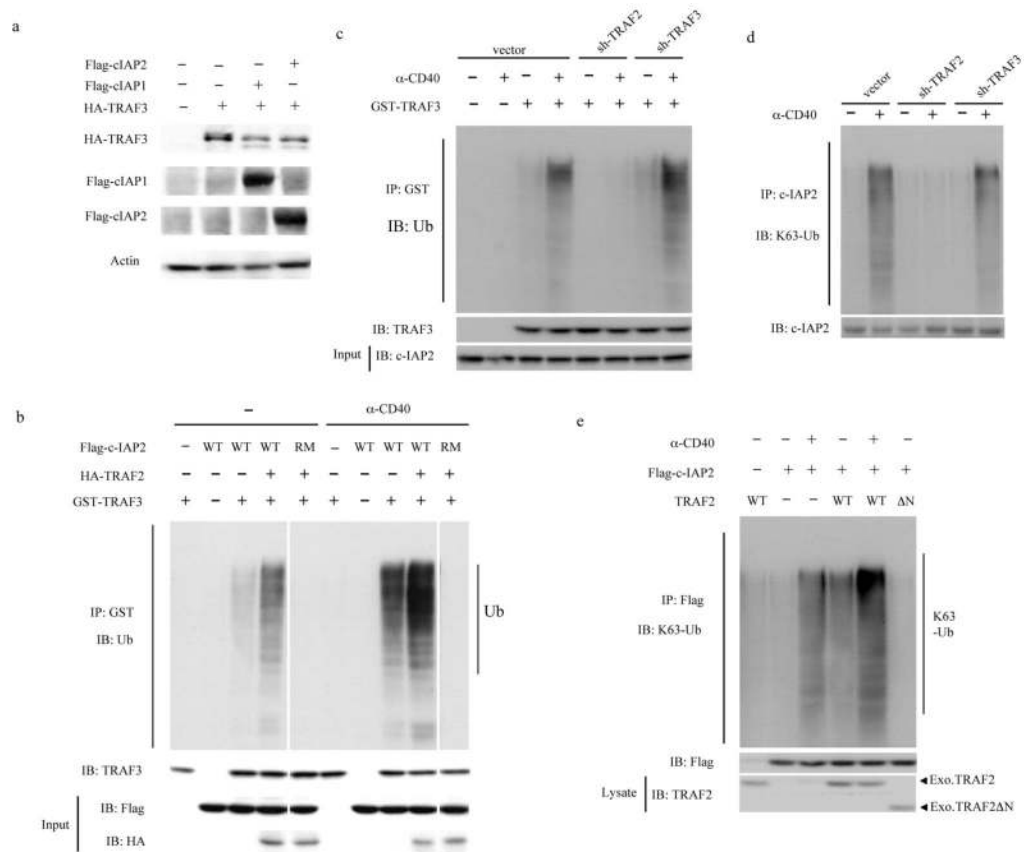 a
Flag-cIAP2 – – – +
Flag-cIAP1 – – + –
HA-TRAF3 – + + +
HA-TRAF3
Flag-cIAP1
Flag-cIAP2
Actin
c
vector sh-TRAF2 sh-TRAF3
α-CD40 – + – + – + – +
GST-TRAF3 – – + + + + + +
IP: GST
IB: Ub
IB: TRAF3
Input IB: c-IAP2
d
vector sh-TRAF2 sh-TRAF3
α-CD40 – + – + – +
IP: c-IAP2
IB: K63-Ub
IB: c-IAP2
b
– α-CD40
Flag-c-IAP2 – WT WT WT RM – WT WT WT RM
HA-TRAF2 – – – + + – – – + +
GST-TRAF3 + – + + + + – + + +
IP: GST
IB: Ub
Ub
IB: TRAF3
Input
IB: Flag
IB: HA
e
α-CD40 – – + – + –
Flag-c-IAP2 – + + + + +
TRAF2 WT – – WT WT ΔN
IP: Flag
IB: K63-Ub
K63
-Ub
IB: Flag
Lysate IB: TRAF2
◄Exo.TRAF2
◄Exo.TRAF2ΔN